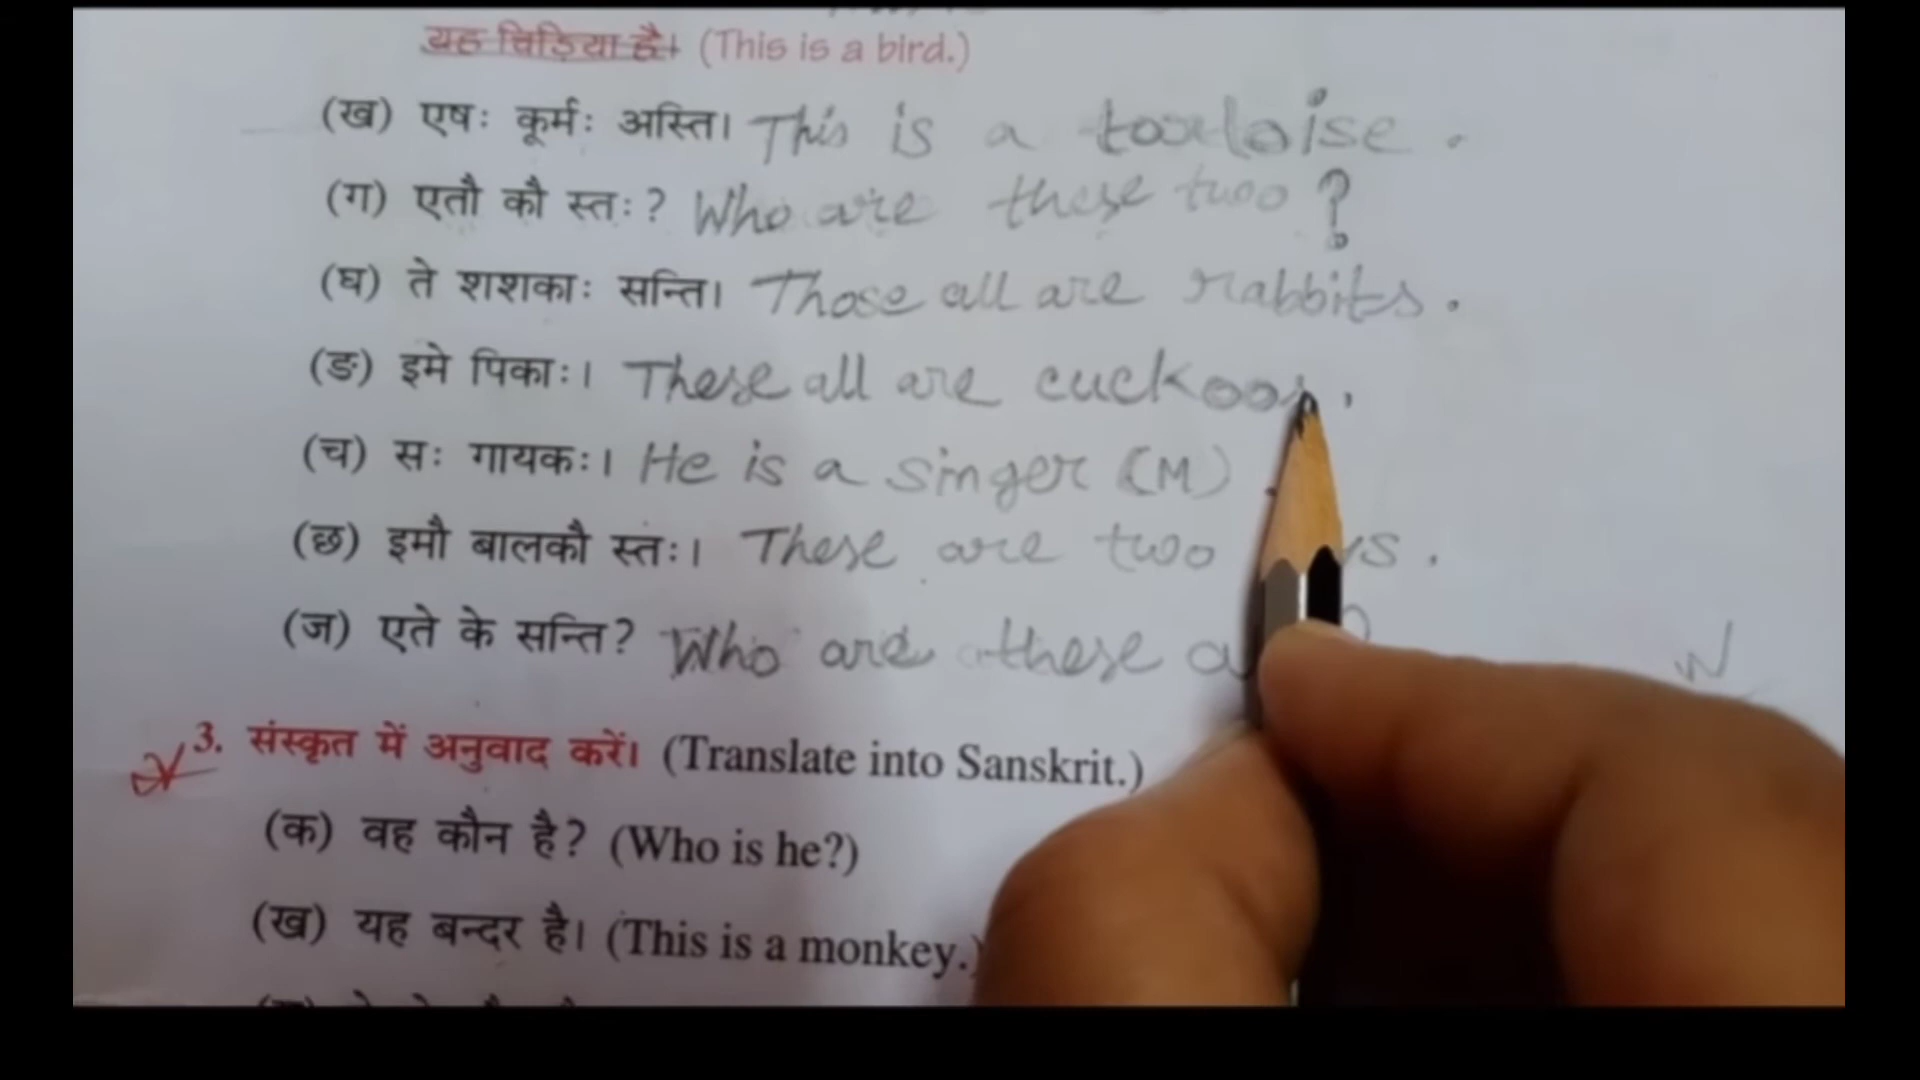 यह चिड़िया है। (This is a bird.)
(ख) एषः कूर्मः अस्ति। This is a toxtoise.
(ग) एतौ कौ स्तः? Who are these two?
(घ) ते शशकाः सन्ति। Those all are rabbits.
(ङ) इमे पिकाः। These all are cuckoos.
(च) सः गायकः। He is a singer (M)
(छ) इमौ बालकौ स्तः। These are two
(ज) एते के सन्ति? Who are these
3. संस्कृत में अनुवाद करें। (Translate into Sanskrit.)
(क) वह कौन है? (Who is he?)
(ख) यह बन्दर है। (This is a monkey.)